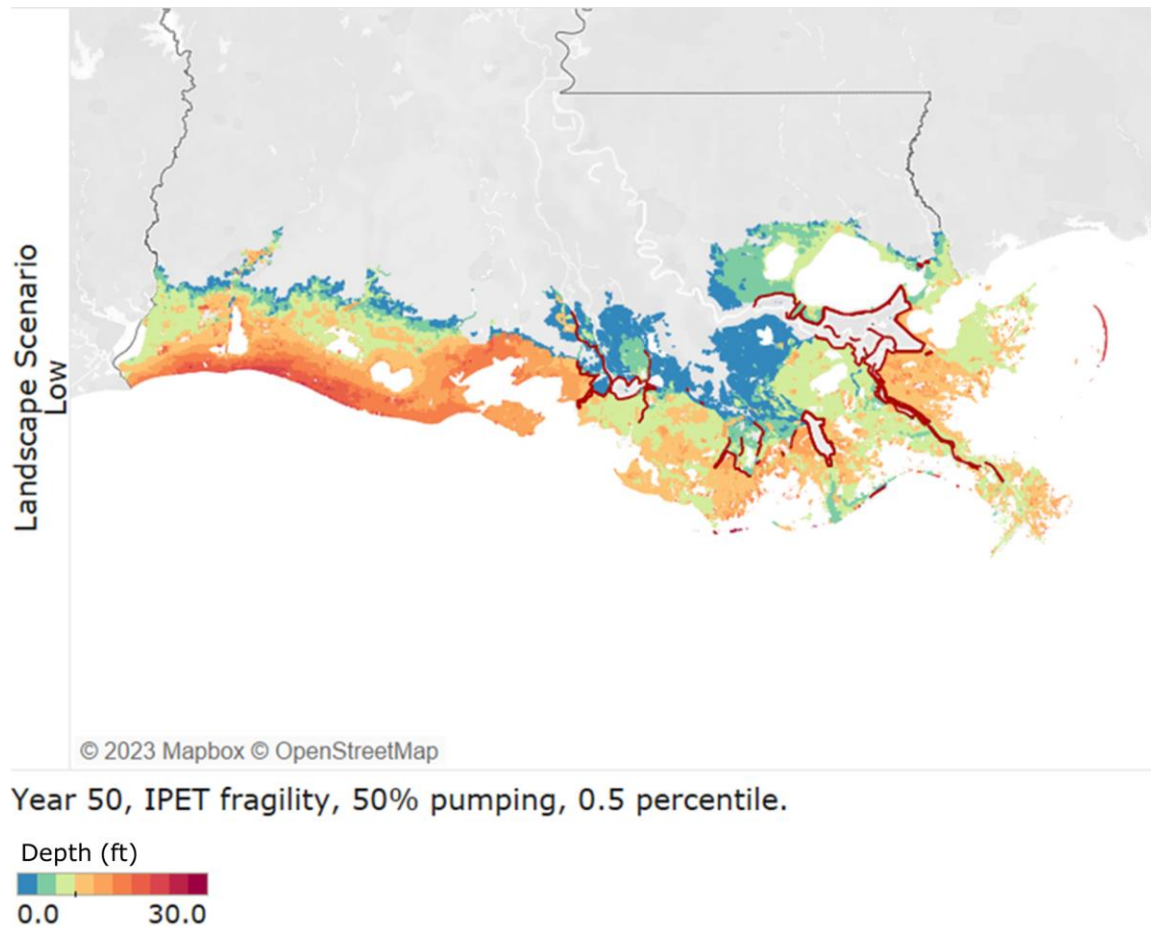 Landscape Scenario
Low
© 2023 Mapbox © OpenStreetMap
Year 50, IPET fragility, 50% pumping, 0.5 percentile.
Depth (ft)
0.0 30.0